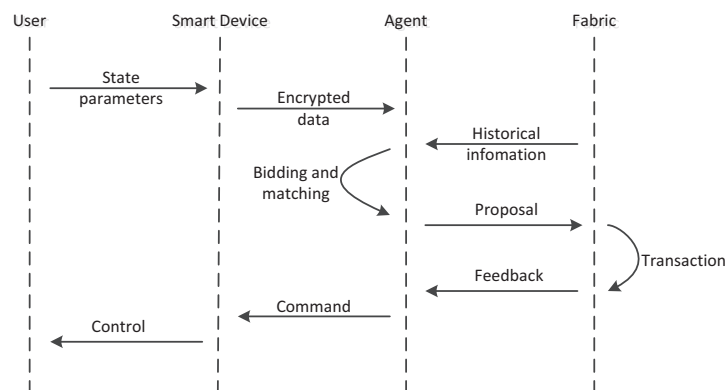 User Smart Device Agent Fabric
State
parameters
Encrypted
data
Historical
infomation
Bidding and
matching
Proposal
Transaction
Feedback
Command
Control